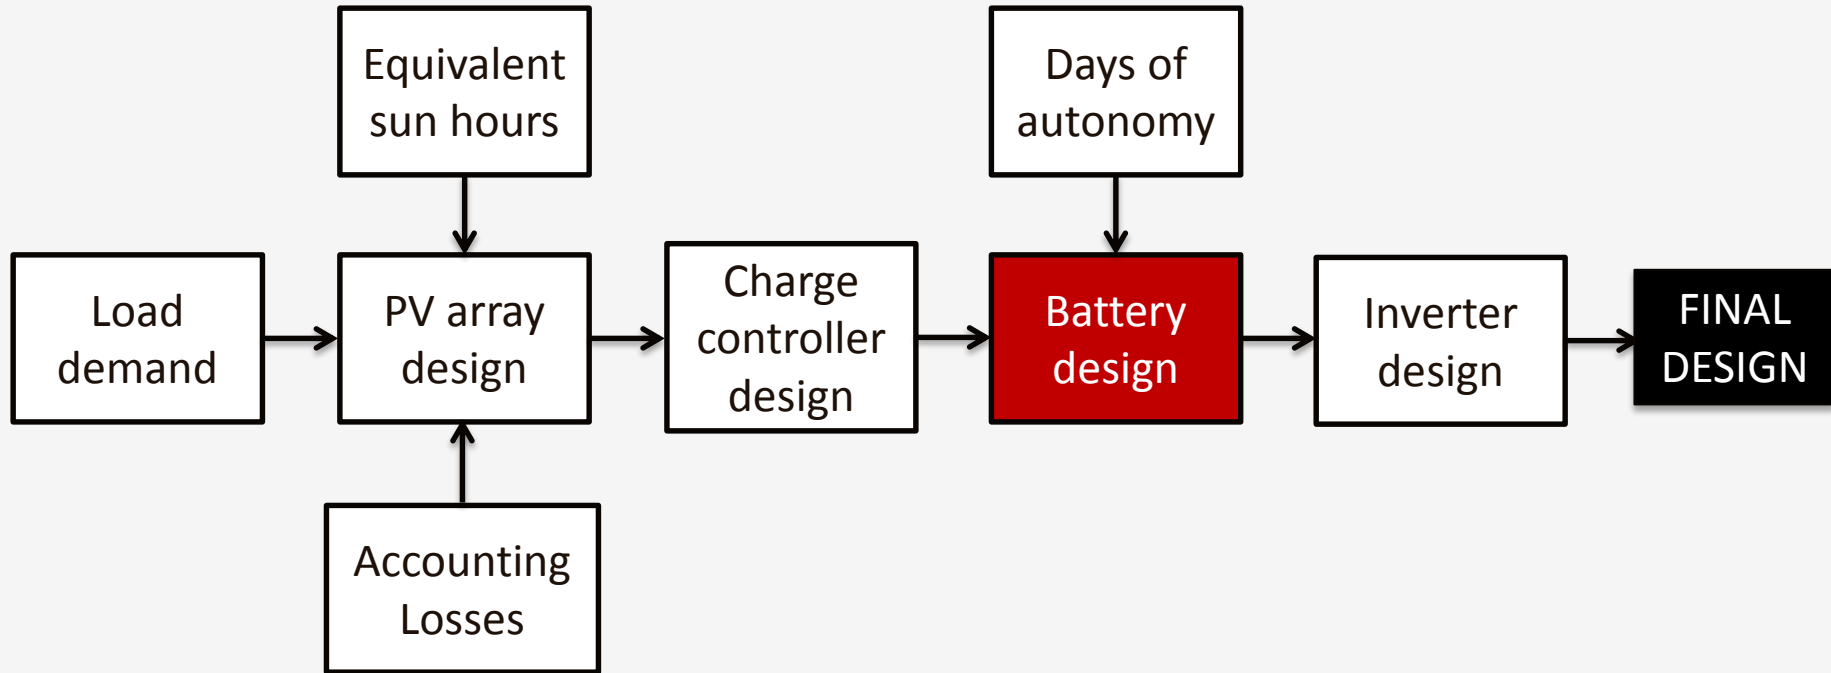 Equivalent
sun hours
Days of
autonomy
Load
demand
PV array
design
Charge
controller
design
Battery
design
Inverter
design
FINAL
DESIGN
Accounting
Losses